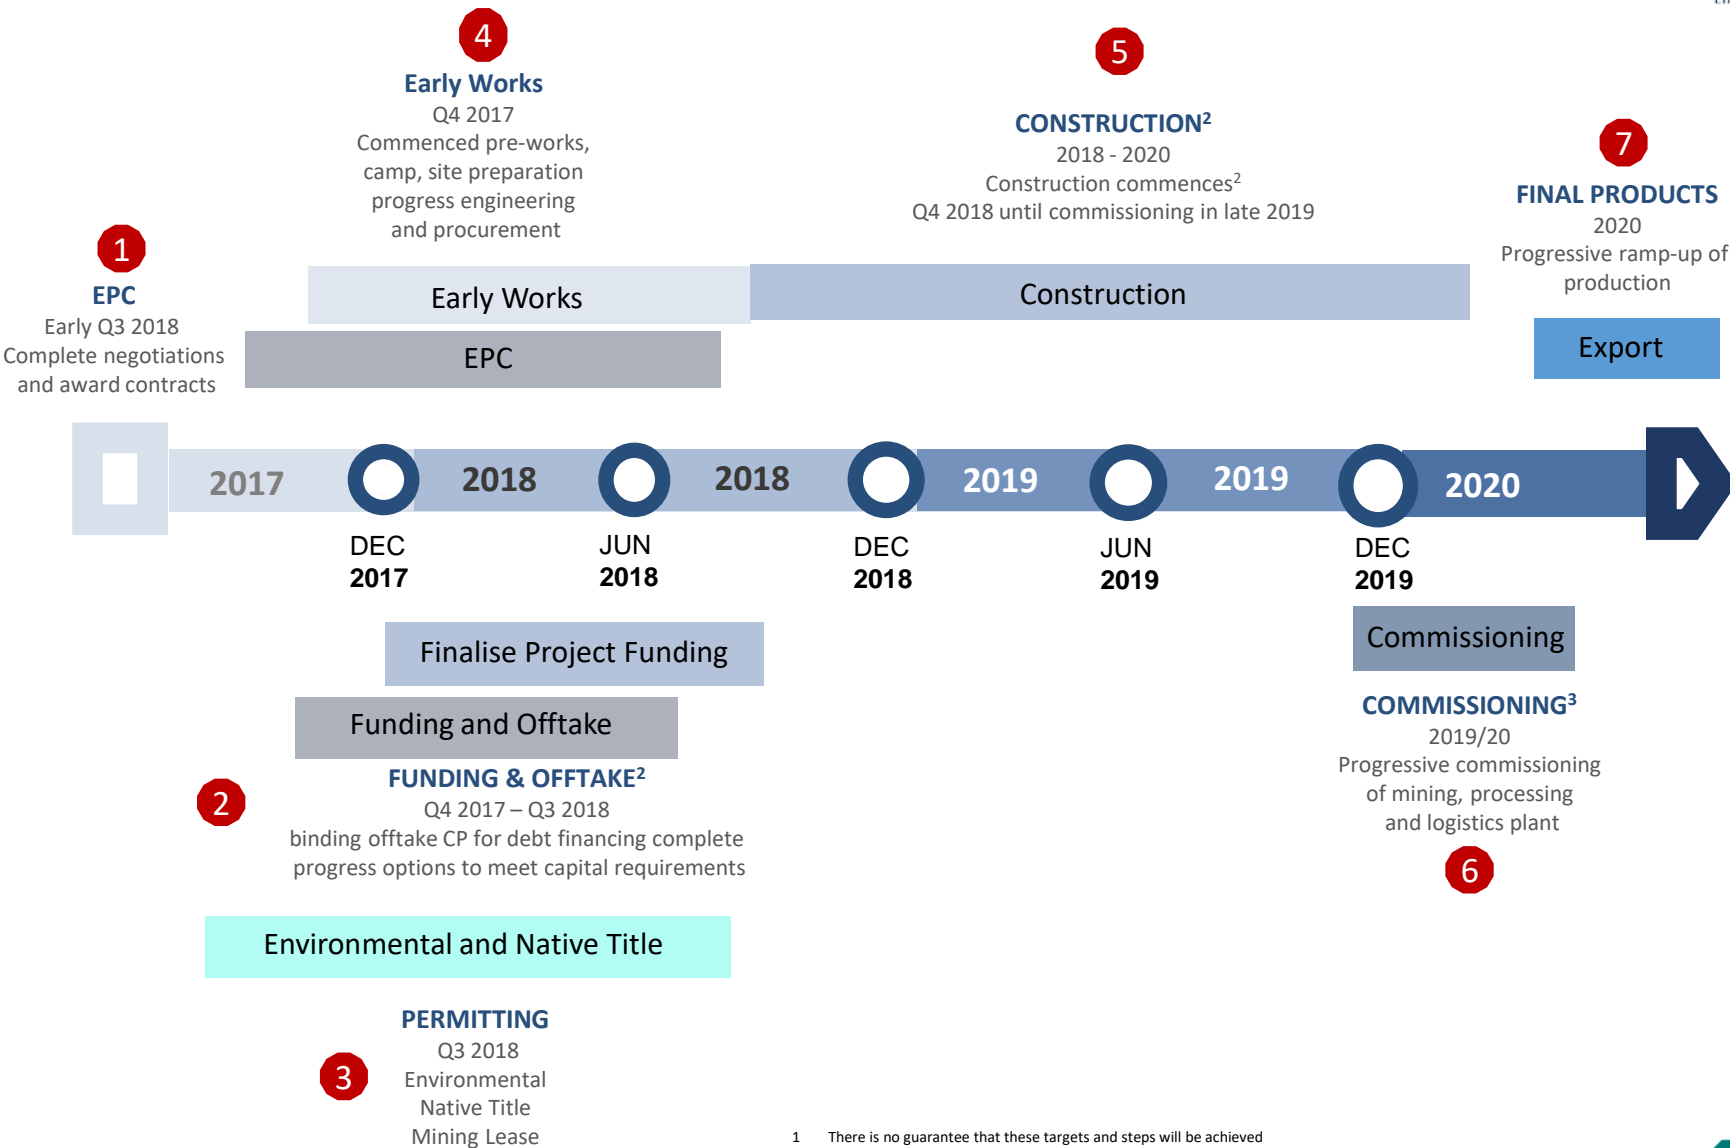 4
Early Works
Q4 2017
Commenced pre-works,
camp, site preparation
progress engineering
and procurement
5
CONSTRUCTION²
2018 - 2020
Construction commences²
Q4 2018 until commissioning in late 2019
7
FINAL PRODUCTS
2020
Progressive ramp-up of
production
1
EPC
Early Q3 2018
Complete negotiations
and award contracts
Early Works
Construction
EPC
Export
2017
2018
2018
2019
2019
2020
DEC
2017
JUN
2018
DEC
2018
JUN
2019
DEC
2019
Finalise Project Funding
Funding and Offtake
2
FUNDING & OFFTAKE²
Q4 2017 – Q3 2018
binding offtake CP for debt financing complete
progress options to meet capital requirements
Commissioning
COMMISSIONING³
2019/20
Progressive commissioning
of mining, processing
and logistics plant
6
Environmental and Native Title
3
PERMITTING
Q3 2018
Environmental
Native Title
Mining Lease
1 There is no guarantee that these targets and steps will be achieved